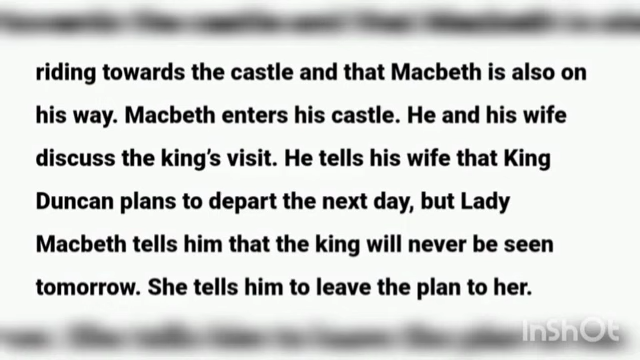 riding towards the castle and that Macbeth is also on
his way. Macbeth enters his castle. He and his wife
discuss the king's visit. He tells his wife that King
Duncan plans to depart the next day, but Lady
Macbeth tells him that the king will never be seen
tomorrow. She tells him to leave the plan to her.
InShOt